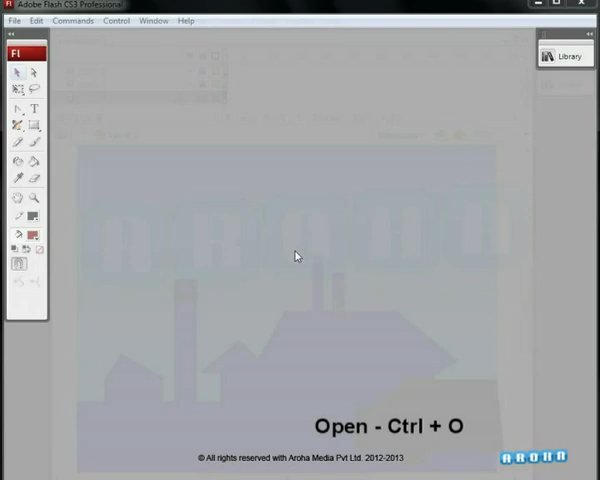 Adobe Flash CS3 Professional
File Edit Commands Control Window Help
Fl
Library
T
AROHA
Open - Ctrl + O
© All rights reserved with Aroha Media Pvt Ltd. 2012-2013
AROHA